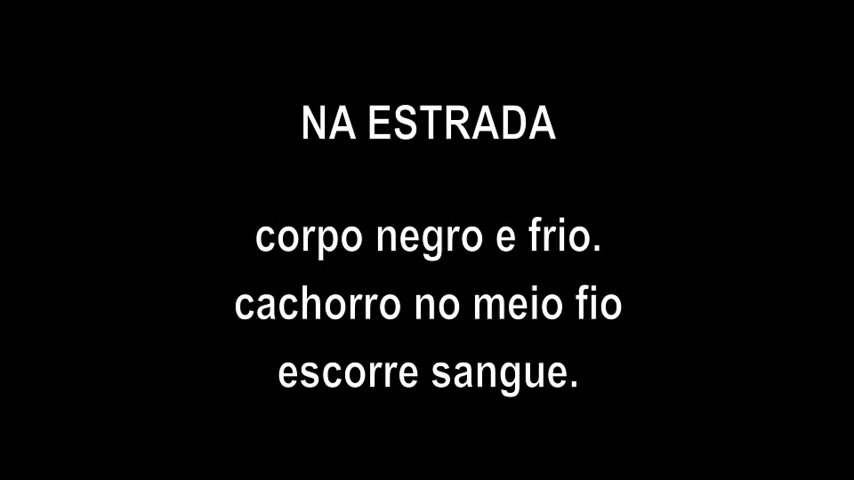 NA ESTRADA
corpo negro e frio.
cachorro no meio fio
escorre sangue.